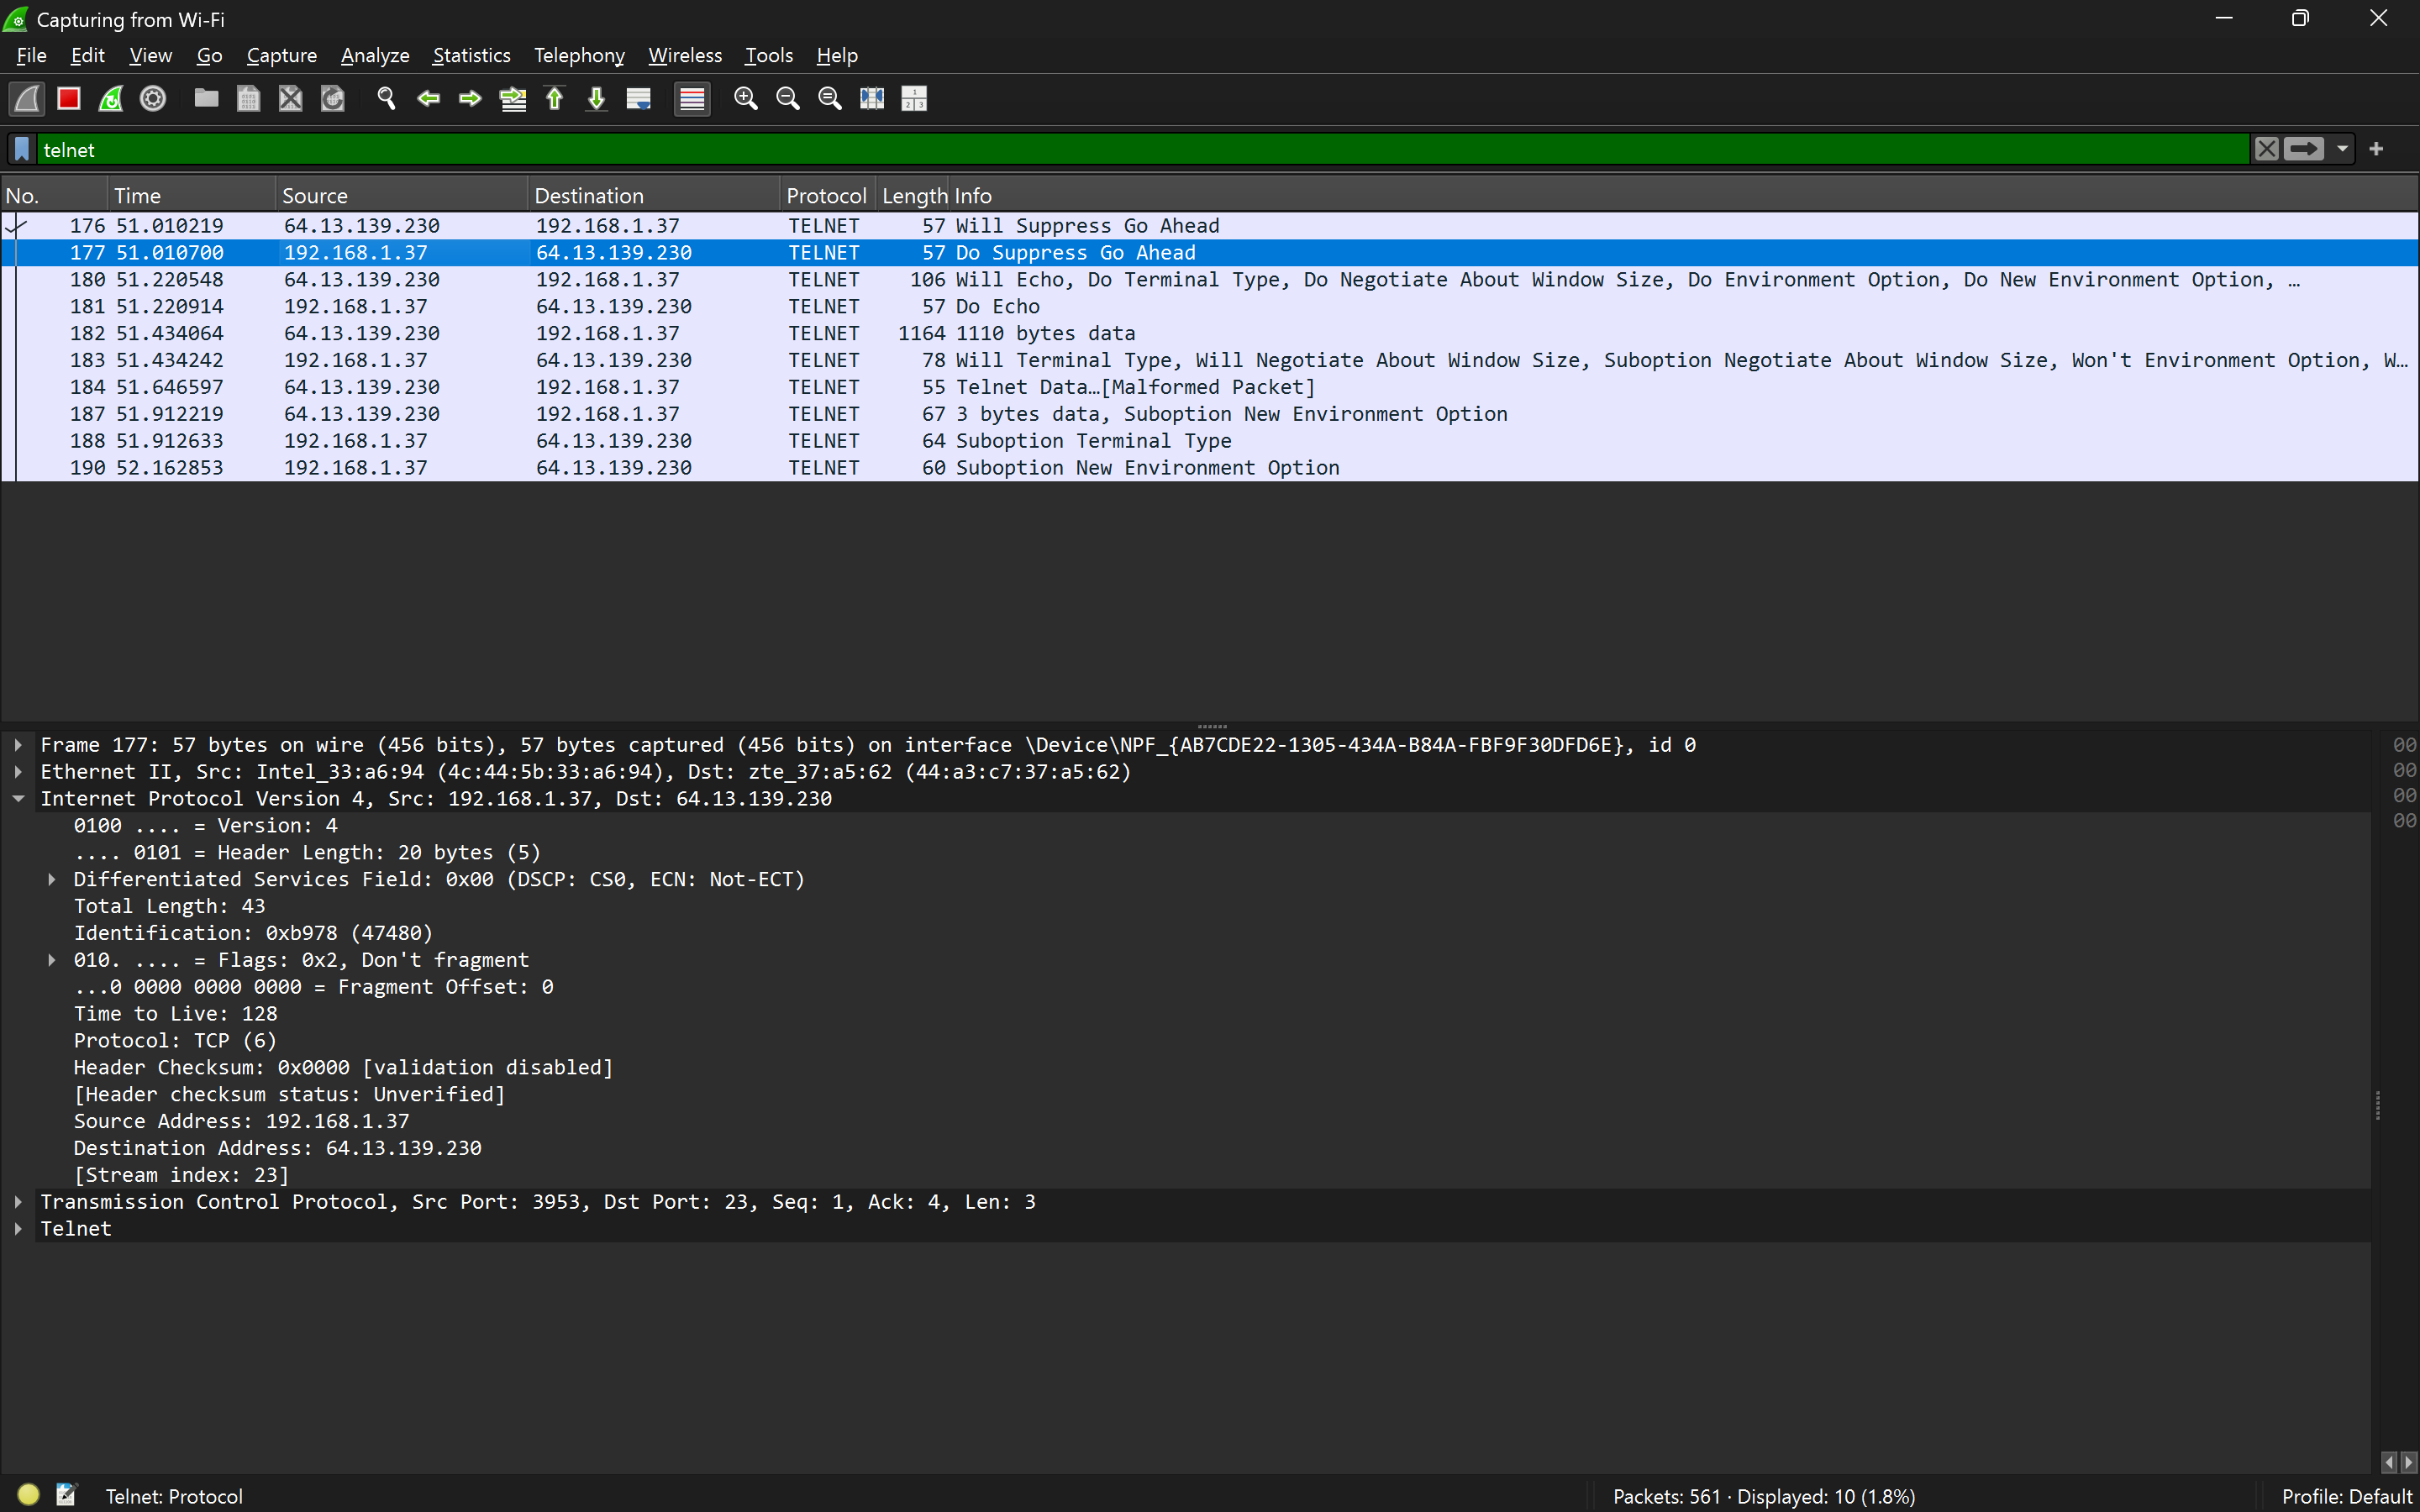 Capturing from Wi-Fi
File Edit View Go Capture Analyze Statistics Telephony Wireless Tools Help
telnet
No. Time Source Destination Protocol Length Info
176 51.010219 64.13.139.230 192.168.1.37 TELNET 57 Will Suppress Go Ahead
177 51.010700 192.168.1.37 64.13.139.230 TELNET 57 Do Suppress Go Ahead
180 51.220548 64.13.139.230 192.168.1.37 TELNET 106 Will Echo, Do Terminal Type, Do Negotiate About Window Size, Do Environment Option, Do New Environment Option, …
181 51.220914 192.168.1.37 64.13.139.230 TELNET 57 Do Echo
182 51.434064 64.13.139.230 192.168.1.37 TELNET 1164 1110 bytes data
183 51.434242 192.168.1.37 64.13.139.230 TELNET 78 Will Terminal Type, Will Negotiate About Window Size, Suboption Negotiate About Window Size, Won't Environment Option, W…
184 51.646597 64.13.139.230 192.168.1.37 TELNET 55 Telnet Data…[Malformed Packet]
187 51.912219 64.13.139.230 192.168.1.37 TELNET 67 3 bytes data, Suboption New Environment Option
188 51.912633 192.168.1.37 64.13.139.230 TELNET 64 Suboption Terminal Type
190 52.162853 192.168.1.37 64.13.139.230 TELNET 60 Suboption New Environment Option
Frame 177: 57 bytes on wire (456 bits), 57 bytes captured (456 bits) on interface \Device\NPF_{AB7CDE22-1305-434A-B84A-FBF9F30DFD6E}, id 0
Ethernet II, Src: Intel_33:a6:94 (4c:44:5b:33:a6:94), Dst: zte_37:a5:62 (44:a3:c7:37:a5:62)
Internet Protocol Version 4, Src: 192.168.1.37, Dst: 64.13.139.230
0100 .... = Version: 4
.... 0101 = Header Length: 20 bytes (5)
Differentiated Services Field: 0x00 (DSCP: CS0, ECN: Not-ECT)
Total Length: 43
Identification: 0xb978 (47480)
010. .... = Flags: 0x2, Don't fragment
...0 0000 0000 0000 = Fragment Offset: 0
Time to Live: 128
Protocol: TCP (6)
Header Checksum: 0x0000 [validation disabled]
[Header checksum status: Unverified]
Source Address: 192.168.1.37
Destination Address: 64.13.139.230
[Stream index: 23]
Transmission Control Protocol, Src Port: 3953, Dst Port: 23, Seq: 1, Ack: 4, Len: 3
Telnet
00
00
00
00
Telnet: Protocol
Packets: 561 · Displayed: 10 (1.8%)
Profile: Default